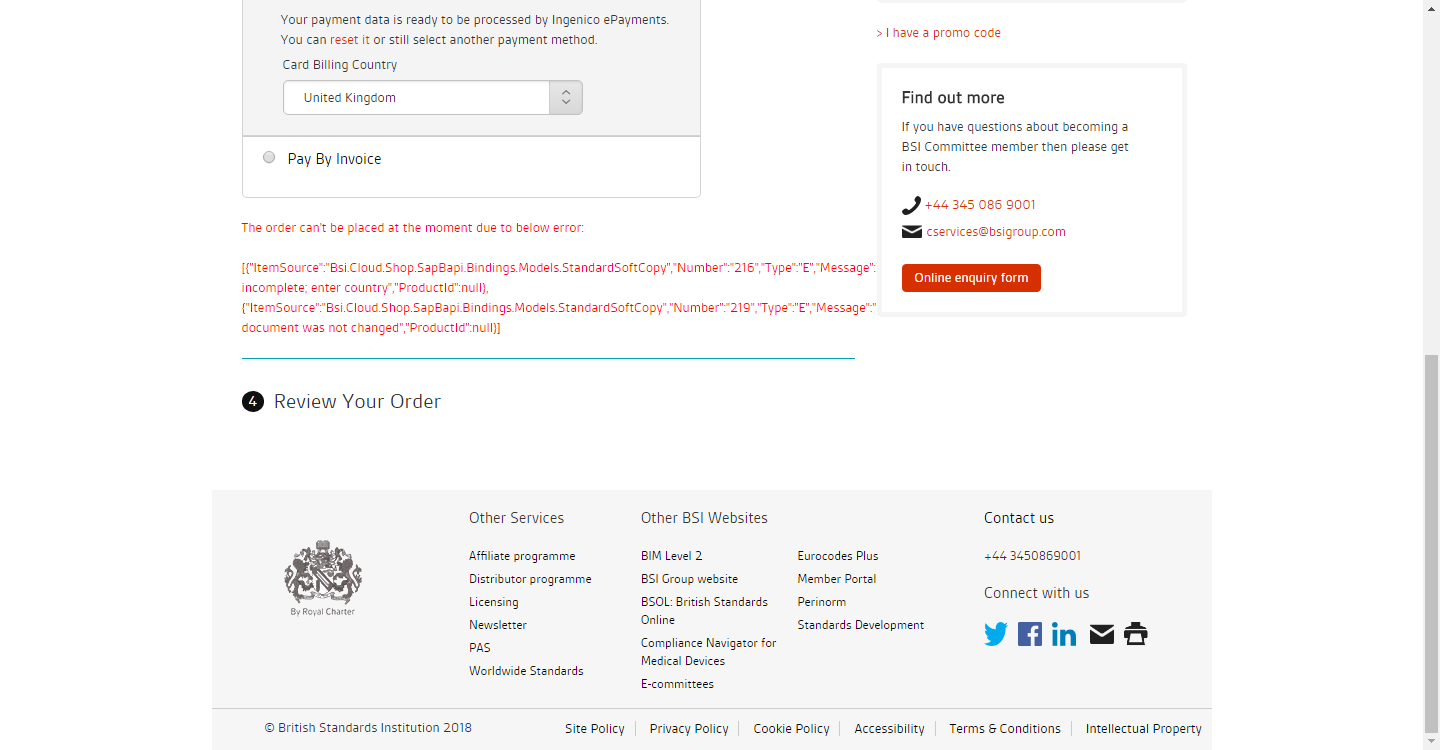 Your payment data is ready to be processed by Ingenico ePayments.
You can reset it or still select another payment method.
Card Billing Country
United Kingdom
Pay By Invoice
The order can't be placed at the moment due to below error:
[{"ItemSource":"Bsi.Cloud.Shop.SapBapi.Bindings.Models.StandardSoftCopy","Number":"216","Type":"E","Message":"
incomplete; enter country","ProductId":null},
{"ItemSource":"Bsi.Cloud.Shop.SapBapi.Bindings.Models.StandardSoftCopy","Number":"219","Type":"E","Message":"
document was not changed","ProductId":null}]
4 Review Your Order
> I have a promo code
Find out more
If you have questions about becoming a
BSI Committee member then please get
in touch.
+44 345 086 9001
cservices@bsigroup.com
Online enquiry form
By Royal Charter
Other Services
Affiliate programme
Distributor programme
Licensing
Newsletter
PAS
Worldwide Standards
Other BSI Websites
BIM Level 2
BSI Group website
BSOL: British Standards
Online
Compliance Navigator for
Medical Devices
E-committees
Eurocodes Plus
Member Portal
Perinorm
Standards Development
Contact us
+44 3450869001
Connect with us
© British Standards Institution 2018
Site Policy
Privacy Policy
Cookie Policy
Accessibility
Terms & Conditions
Intellectual Property